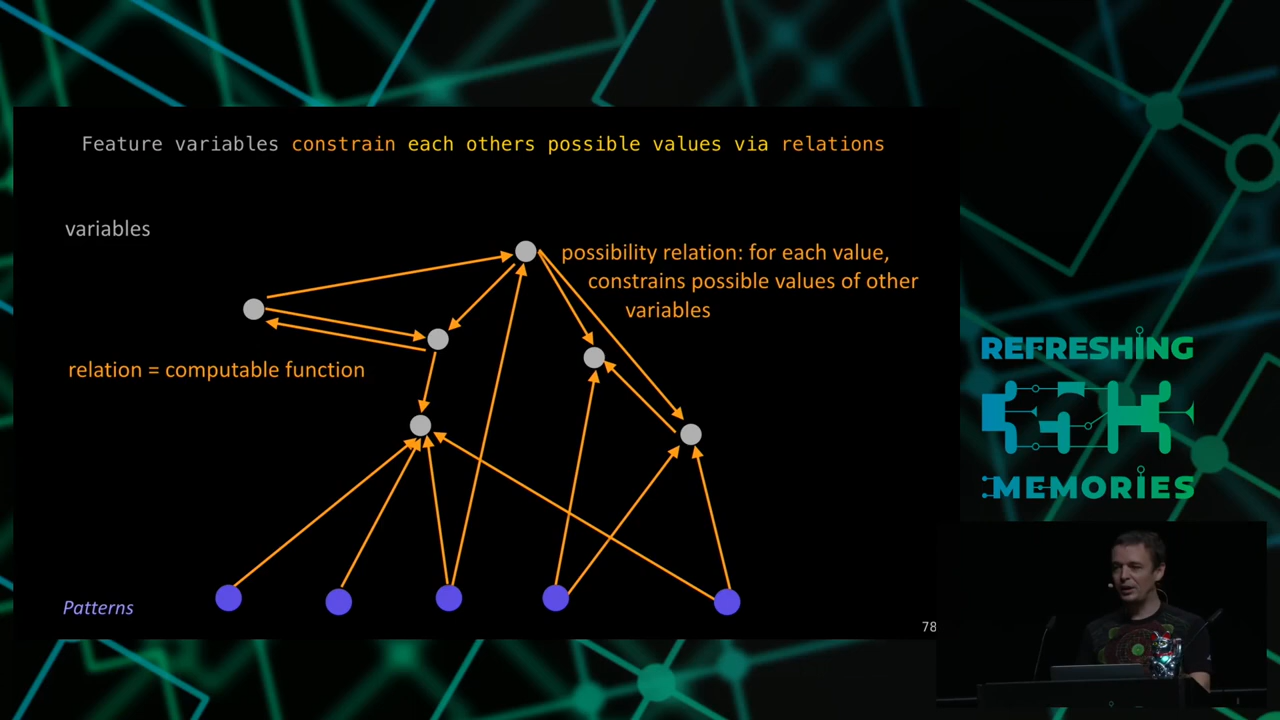 Feature variables constrain each others possible values via relations
variables
possibility relation: for each value,
constrains possible values of other
variables
relation = computable function
Patterns
78
REFRESHING
MEMORIES